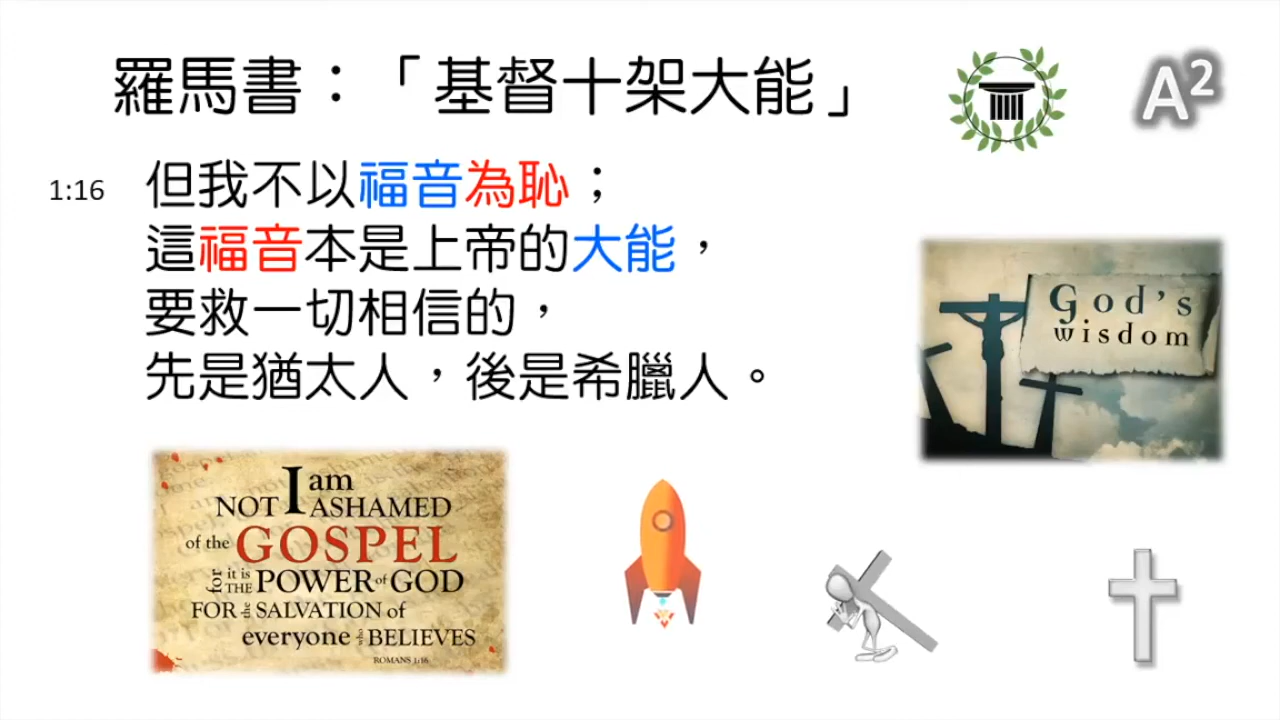 羅馬書：「基督十架大能」
A²
1:16
但我不以福音為恥；
這福音本是上帝的大能，
要救一切相信的，
先是猶太人，後是希臘人。
God's
wisdom
I am
NOT ASHAMED
of the GOSPEL
for it is THE POWER of GOD
FOR the SALVATION of
everyone who BELIEVES
ROMANS 1:16